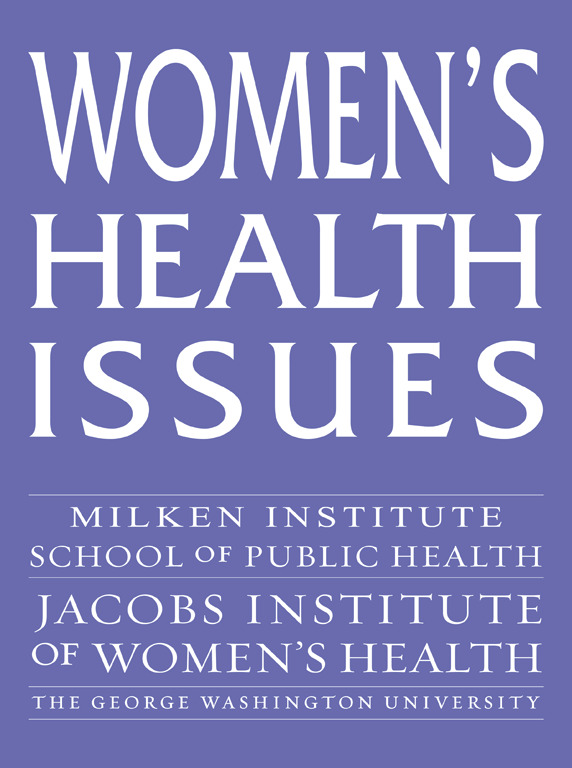 WOMEN'S
HEALTH
ISSUES
MILKEN INSTITUTE
SCHOOL OF PUBLIC HEALTH
JACOBS INSTITUTE
OF WOMEN'S HEALTH
THE GEORGE WASHINGTON UNIVERSITY